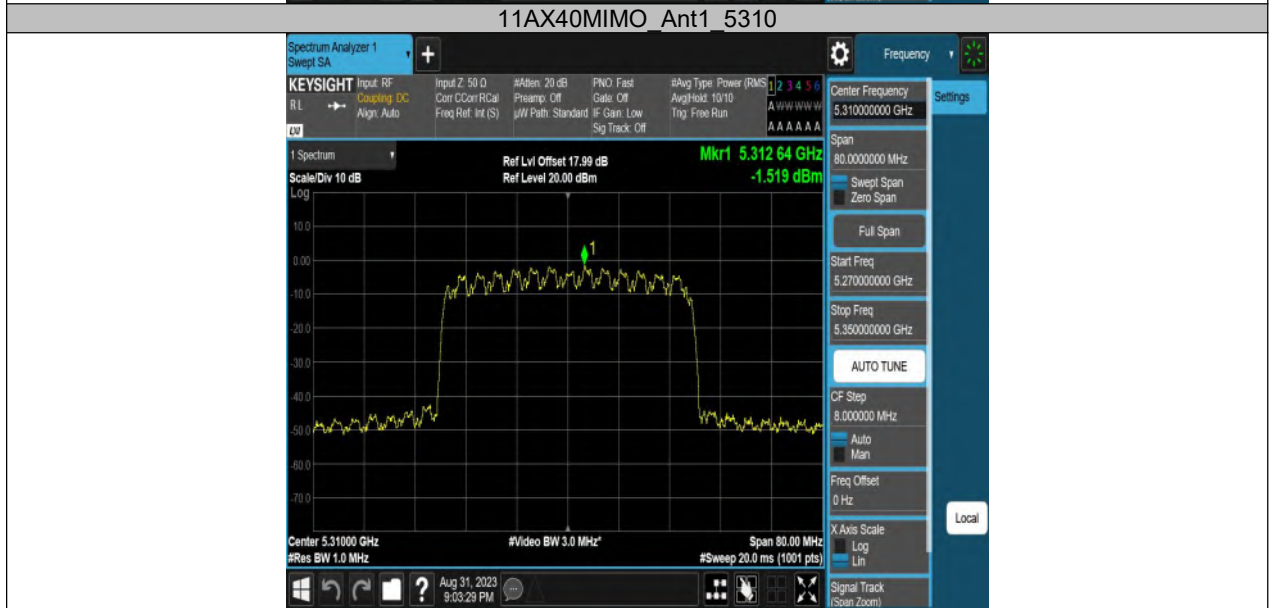 11AX40MIMO_Ant1_5310
Spectrum Analyzer 1
Swept SA
+
Frequency
KEYSIGHT
RL
LXI
Input: RF
Coupling: DC
Align: Auto
Input Z: 50 Ω
Corr CCorr RCal
Freq Ref: Int (S)
#Atten: 20 dB
Preamp: Off
µW Path: Standard
PNO: Fast
Gate: Off
IF Gain: Low
Sig Track: Off
#Avg Type: Power (RMS
Avg|Hold: 10/10
Trig: Free Run
1 2 3 4 5 6
A W W W W W
A A A A A A
Center Frequency
5.310000000 GHz
Settings
Span
80.0000000 MHz
Swept Span
Zero Span
Full Span
Start Freq
5.270000000 GHz
Stop Freq
5.350000000 GHz
AUTO TUNE
CF Step
8.000000 MHz
Auto
Man
Freq Offset
0 Hz
X Axis Scale
Log
Lin
Signal Track
(Span Zoom)
Local
1 Spectrum
Scale/Div 10 dB
Log
Ref Lvl Offset 17.99 dB
Ref Level 20.00 dBm
Mkr1 5.312 64 GHz
-1.519 dBm
1
10.0
0.00
-10.0
-20.0
-30.0
-40.0
-50.0
-60.0
-70.0
Center 5.31000 GHz
#Res BW 1.0 MHz
#Video BW 3.0 MHz*
Span 80.00 MHz
#Sweep 20.0 ms (1001 pts)
?
Aug 31, 2023
9:03:29 PM